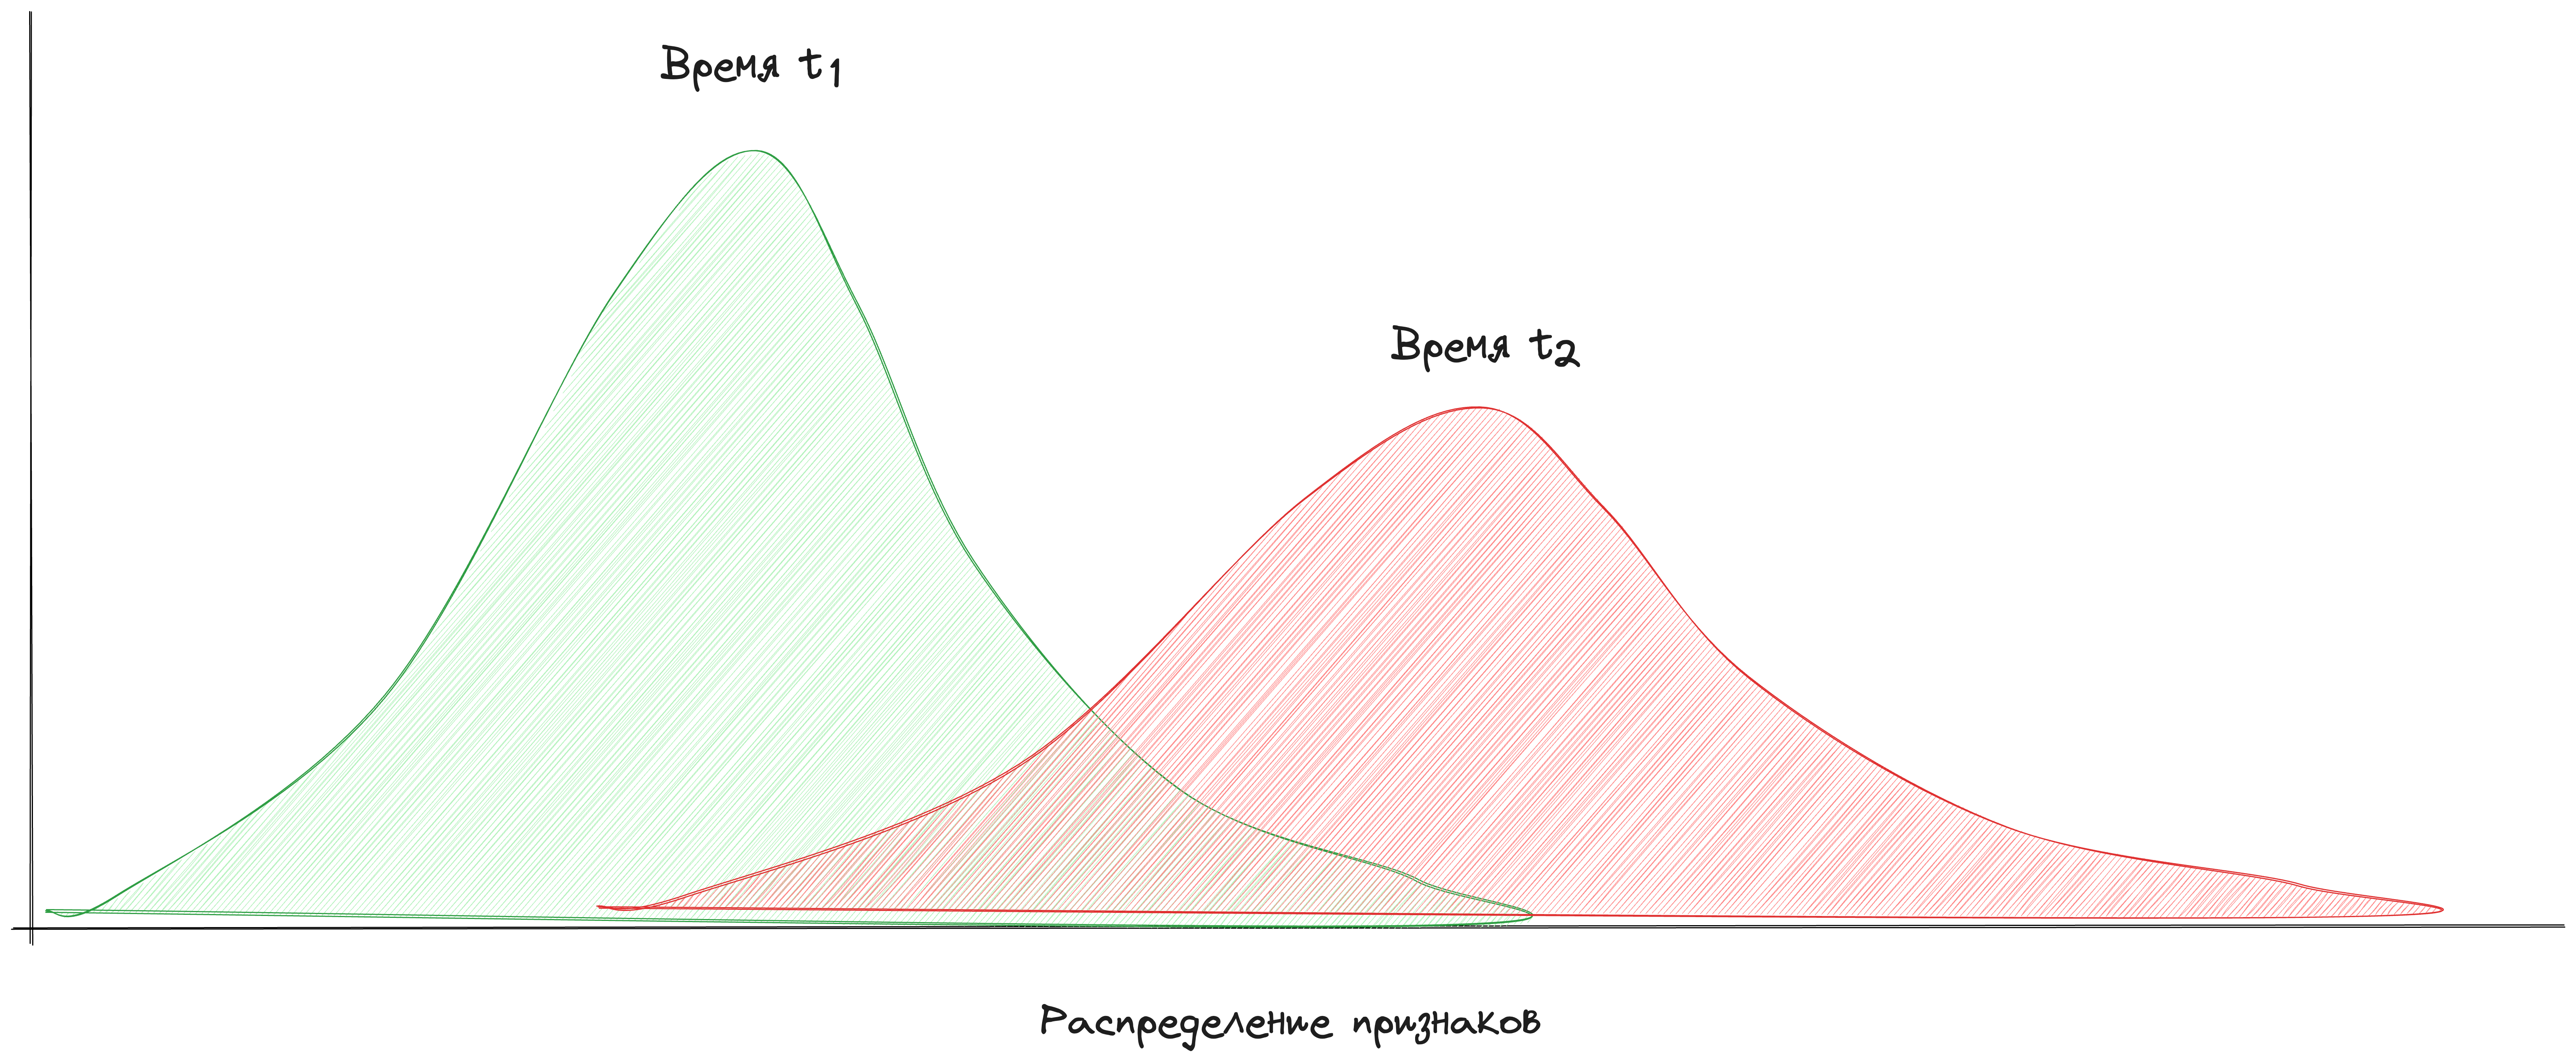 Время t₁
Время t₂
Распределение признаков